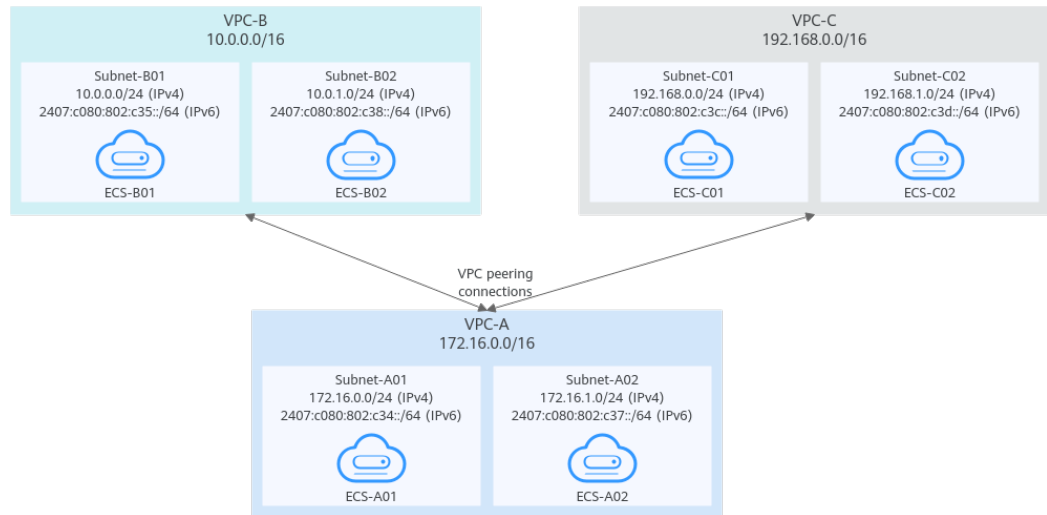 VPC-B
10.0.0.0/16
Subnet-B01
10.0.0.0/24 (IPv4)
2407:c080:802:c35::/64 (IPv6)
ECS-B01
Subnet-B02
10.0.1.0/24 (IPv4)
2407:c080:802:c38::/64 (IPv6)
ECS-B02
VPC-C
192.168.0.0/16
Subnet-C01
192.168.0.0/24 (IPv4)
2407:c080:802:c3c::/64 (IPv6)
ECS-C01
Subnet-C02
192.168.1.0/24 (IPv4)
2407:c080:802:c3d::/64 (IPv6)
ECS-C02
VPC peering
connections
VPC-A
172.16.0.0/16
Subnet-A01
172.16.0.0/24 (IPv4)
2407:c080:802:c34::/64 (IPv6)
ECS-A01
Subnet-A02
172.16.1.0/24 (IPv4)
2407:c080:802:c37::/64 (IPv6)
ECS-A02